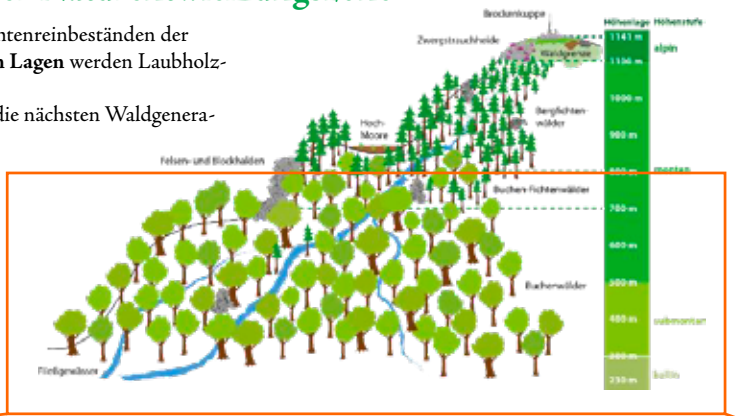 ntenreinbeständen der
n Lagen werden Laubholz-
die nächsten Waldgenera-
Brockenkuppe
Zwergstrauchheide
Waldgrenze
Höhenlage Höhenstufe
1141 m
alpin
1100 m
1000 m
Bergfichten-
wälder
Hoch-
Moore
900 m
Felsen- und Blockhalden
800 m
montan
Buchen-Fichtenwälder
700 m
600 m
Buchenwälder
500 m
400 m
submontan
300 m
Fließgewässer
230 m
kollin